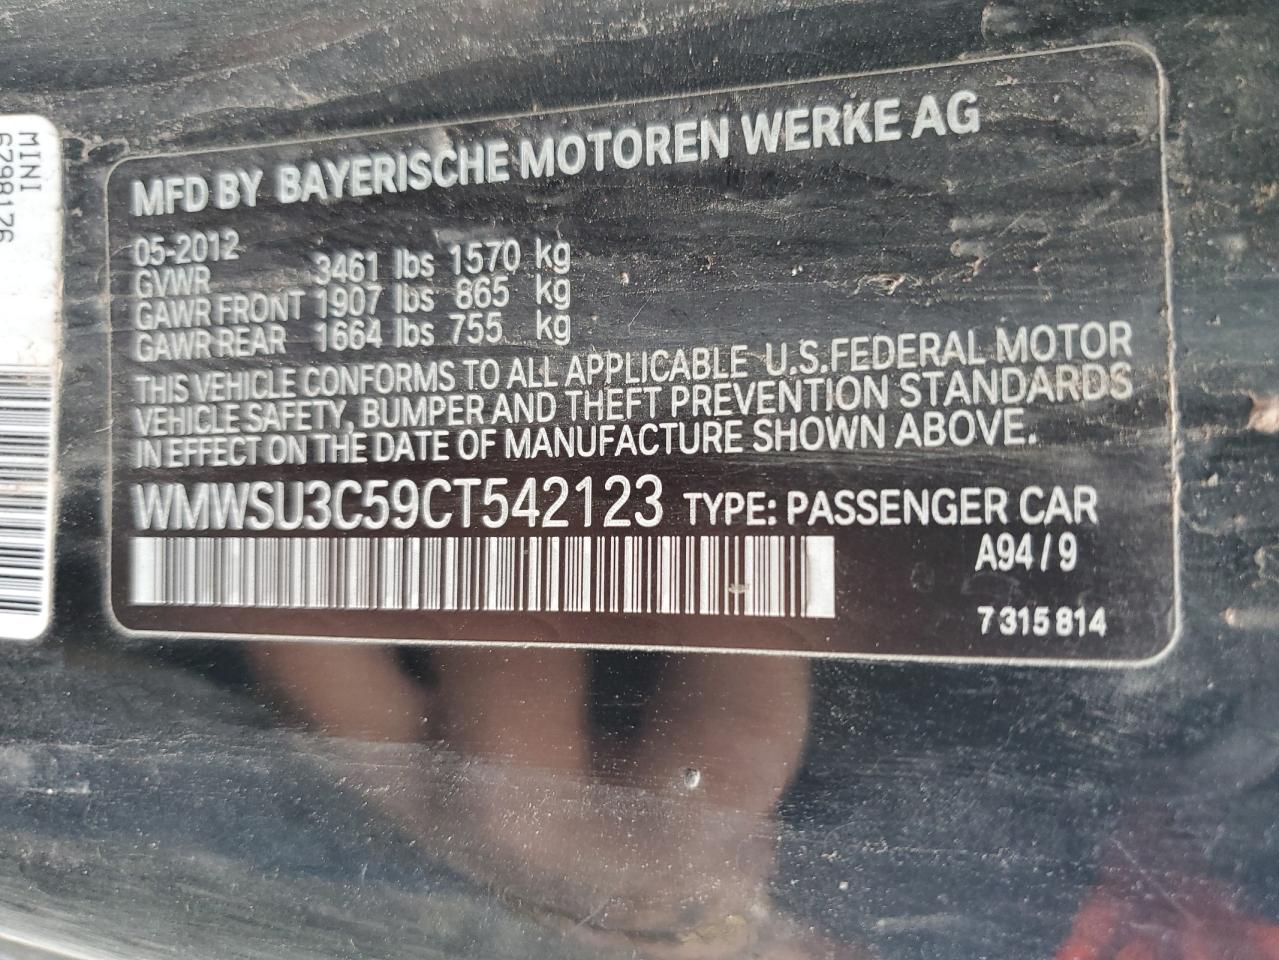 MINI
6298176
MFD BY BAYERISCHE MOTOREN WERKE AG
05-2012
GVWR 3461 lbs 1570 kg
GAWR FRONT 1907 lbs 865 kg
GAWR REAR 1664 lbs 755 kg
THIS VEHICLE CONFORMS TO ALL APPLICABLE U.S.FEDERAL MOTOR
VEHICLE SAFETY, BUMPER AND THEFT PREVENTION STANDARDS
IN EFFECT ON THE DATE OF MANUFACTURE SHOWN ABOVE.
WMWSU3C59CT542123 TYPE: PASSENGER CAR
A94/9
7 315 814